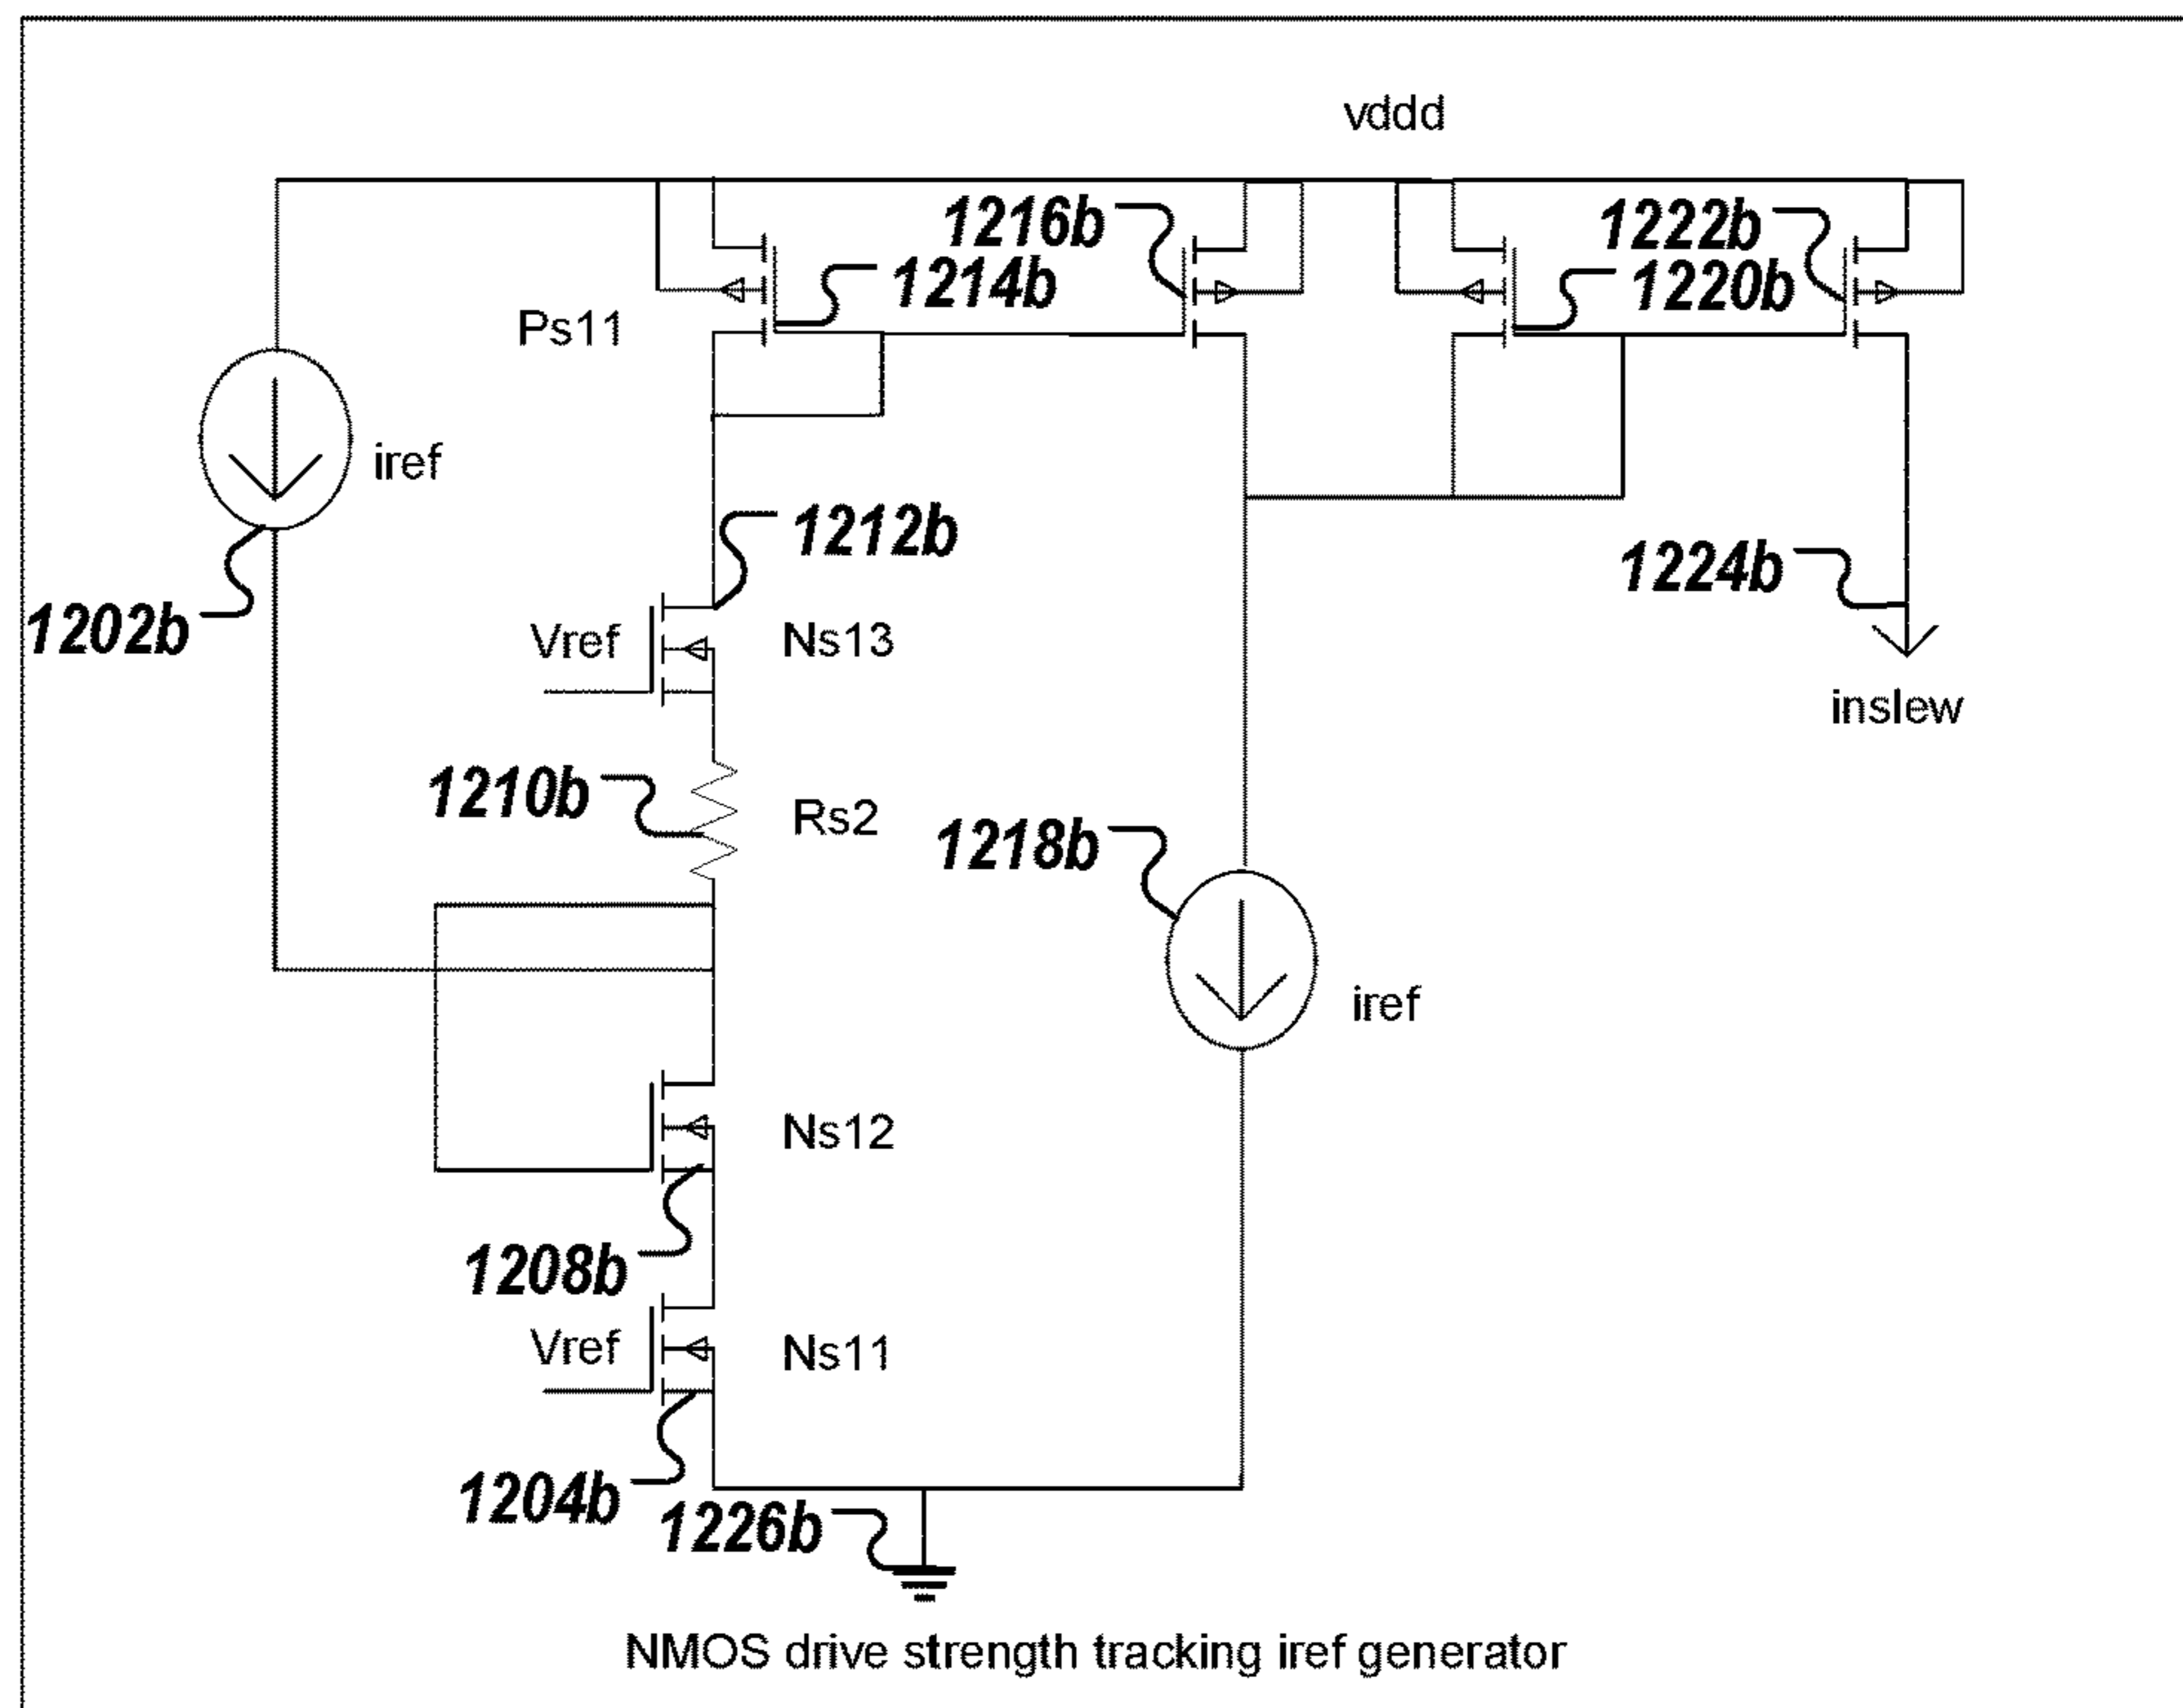 vddd
1216b
1222b
1214b
1220b
Ps11
iref
1212b
1224b
1202b
Vref
Ns13
inslew
1210b
Rs2
1218b
iref
Ns12
1208b
Vref
Ns11
1204b
1226b
NMOS drive strength tracking iref generator